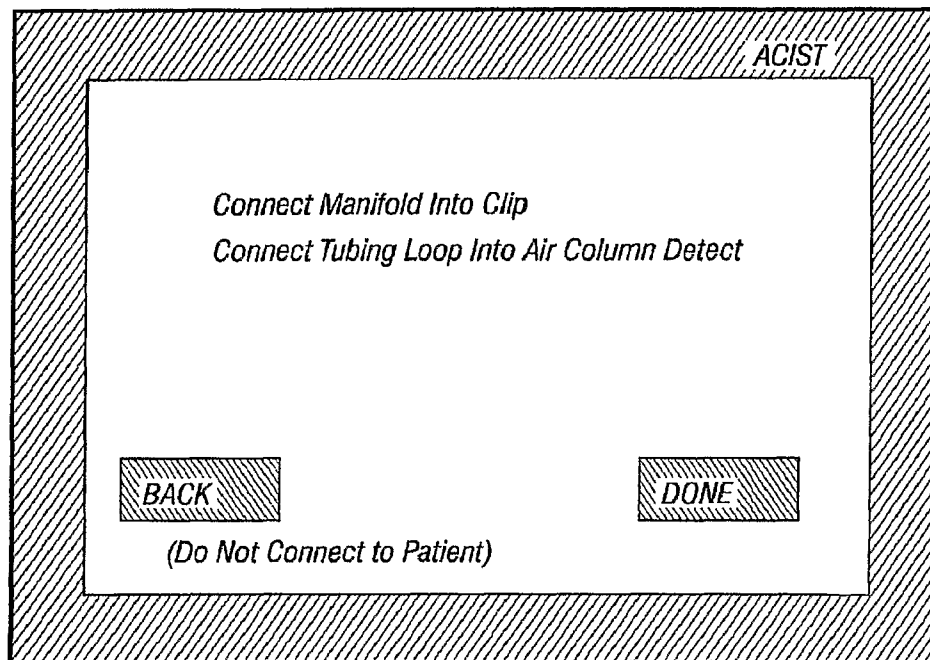 ACIST
Connect Manifold Into Clip
Connect Tubing Loop Into Air Column Detect
BACK
DONE
(Do Not Connect to Patient)